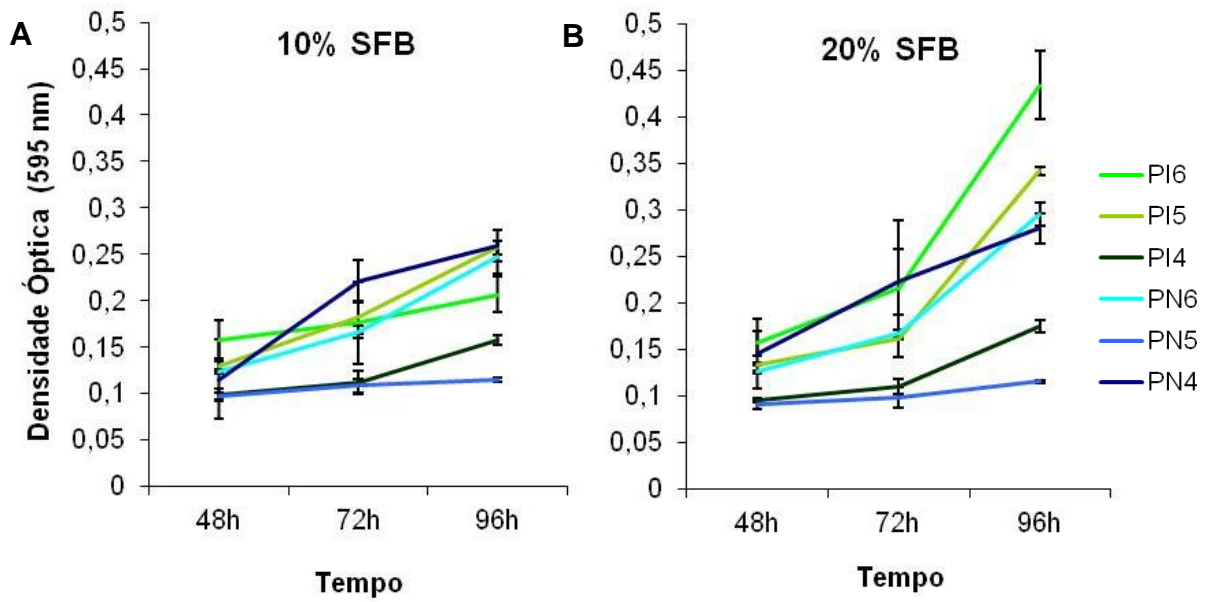 A
10% SFB
Densidade Óptica (595 nm)
0,5
0,45
0,4
0,35
0,3
0,25
0,2
0,15
0,1
0,05
0
48h
72h
96h
Tempo
B
20% SFB
0,5
0,45
0,4
0,35
0,3
0,25
0,2
0,15
0,1
0,05
0
48h
72h
96h
Tempo
PI6
PI5
PI4
PN6
PN5
PN4